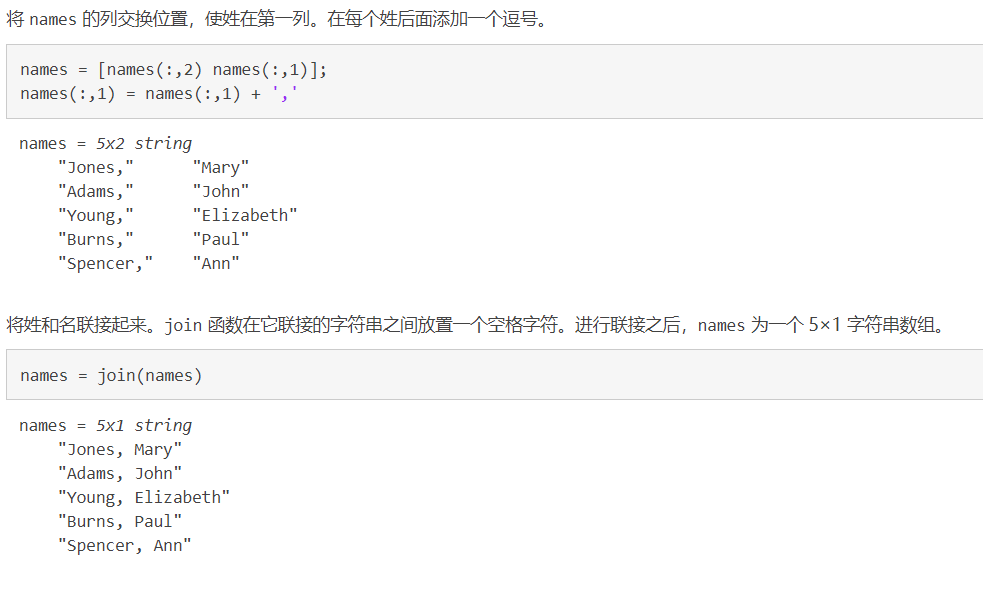 将 names 的列交换位置，使姓在第一列。在每个姓后面添加一个逗号。
names = [names(:,2) names(:,1)];
names(:,1) = names(:,1) + ','
names = 5x2 string
"Jones,"      "Mary"
"Adams,"      "John"
"Young,"      "Elizabeth"
"Burns,"      "Paul"
"Spencer,"    "Ann"
将姓和名联接起来。join 函数在它联接的字符串之间放置一个空格字符。进行联接之后，names 为一个 5×1 字符串数组。
names = join(names)
names = 5x1 string
"Jones, Mary"
"Adams, John"
"Young, Elizabeth"
"Burns, Paul"
"Spencer, Ann"